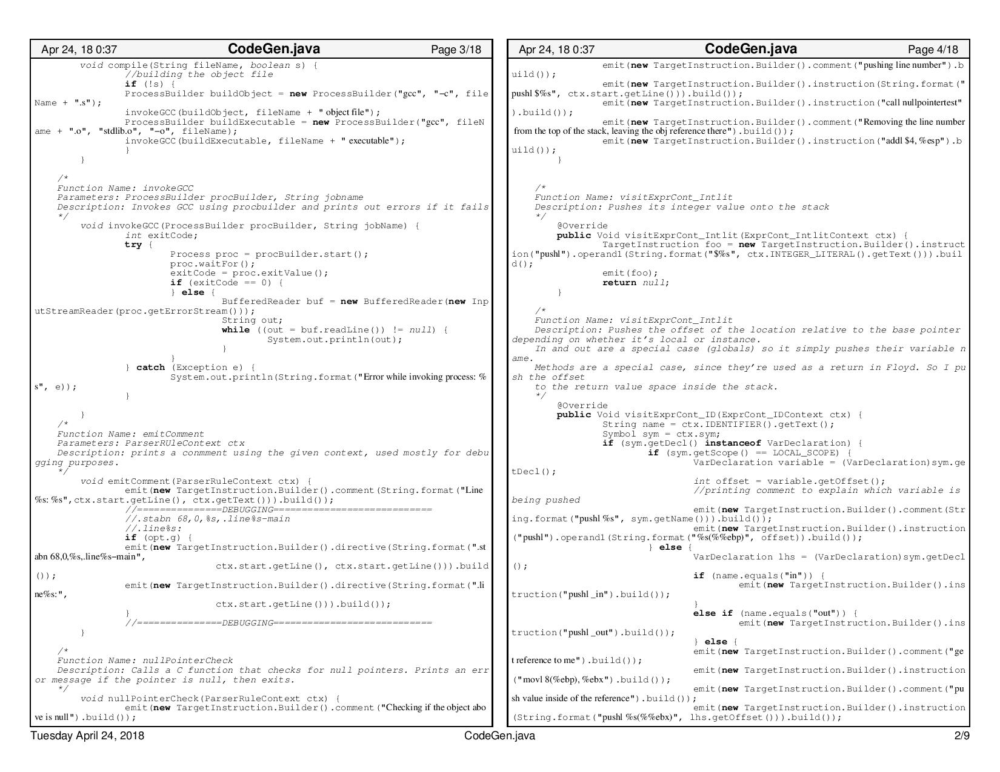 Apr 24, 18 0:37 CodeGen.java Page 3/18
void compile(String fileName, boolean s) {
//building the object file
if (!s) {
ProcessBuilder buildObject = new ProcessBuilder("gcc", "−c", file
Name + ".s");
invokeGCC(buildObject, fileName + " object file");
ProcessBuilder buildExecutable = new ProcessBuilder("gcc", fileN
ame + ".o", "stdlib.o", "−o", fileName);
invokeGCC(buildExecutable, fileName + " executable");
}
}
/*
Function Name: invokeGCC
Parameters: ProcessBuilder procBuilder, String jobname
Description: Invokes GCC using procbuilder and prints out errors if it fails
*/
void invokeGCC(ProcessBuilder procBuilder, String jobName) {
int exitCode;
try {
Process proc = procBuilder.start();
proc.waitFor();
exitCode = proc.exitValue();
if (exitCode == 0) {
} else {
BufferedReader buf = new BufferedReader(new Inp
utStreamReader(proc.getErrorStream()));
String out;
while ((out = buf.readLine()) != null) {
System.out.println(out);
}
}
} catch (Exception e) {
System.out.println(String.format("Error while invoking process: %
s", e));
}
}
/*
Function Name: emitComment
Parameters: ParserRUleContext ctx
Description: prints a conmment using the given context, used mostly for debu
gging purposes.
*/
void emitComment(ParserRuleContext ctx) {
emit(new TargetInstruction.Builder().comment(String.format("Line
%s: %s",ctx.start.getLine(), ctx.getText())).build());
//===============DEBUGGING============================
//.stabn 68,0,%s,.line%s-main
//.line%s:
if (opt.g) {
emit(new TargetInstruction.Builder().directive(String.format(".st
abn 68,0,%s,.line%s−main",
ctx.start.getLine(), ctx.start.getLine())).build
());
emit(new TargetInstruction.Builder().directive(String.format(".li
ne%s:",
ctx.start.getLine())).build());
}
//===============DEBUGGING============================
}
/*
Function Name: nullPointerCheck
Description: Calls a C function that checks for null pointers. Prints an err
or message if the pointer is null, then exits.
*/
void nullPointerCheck(ParserRuleContext ctx) {
emit(new TargetInstruction.Builder().comment("Checking if the object abo
ve is null").build());
Apr 24, 18 0:37 CodeGen.java Page 4/18
emit(new TargetInstruction.Builder().comment("pushing line number").b
uild());
emit(new TargetInstruction.Builder().instruction(String.format("
pushl $%s", ctx.start.getLine())).build());
emit(new TargetInstruction.Builder().instruction("call nullpointertest"
).build());
emit(new TargetInstruction.Builder().comment("Removing the line number
from the top of the stack, leaving the obj reference there").build());
emit(new TargetInstruction.Builder().instruction("addl $4, %esp").b
uild());
}
/*
Function Name: visitExprCont_Intlit
Description: Pushes its integer value onto the stack
*/
@Override
public Void visitExprCont_Intlit(ExprCont_IntlitContext ctx) {
TargetInstruction foo = new TargetInstruction.Builder().instruct
ion("pushl").operand1(String.format("$%s", ctx.INTEGER_LITERAL().getText())).buil
d();
emit(foo);
return null;
}
/*
Function Name: visitExprCont_Intlit
Description: Pushes the offset of the location relative to the base pointer
depending on whether it’s local or instance.
In and out are a special case (globals) so it simply pushes their variable n
ame.
Methods are a special case, since they’re used as a return in Floyd. So I pu
sh the offset
to the return value space inside the stack.
*/
@Override
public Void visitExprCont_ID(ExprCont_IDContext ctx) {
String name = ctx.IDENTIFIER().getText();
Symbol sym = ctx.sym;
if (sym.getDecl() instanceof VarDeclaration) {
if (sym.getScope() == LOCAL_SCOPE) {
VarDeclaration variable = (VarDeclaration)sym.ge
tDecl();
int offset = variable.getOffset();
//printing comment to explain which variable is
being pushed
emit(new TargetInstruction.Builder().comment(Str
ing.format("pushl %s", sym.getName())).build());
emit(new TargetInstruction.Builder().instruction
("pushl").operand1(String.format("%s(%%ebp)", offset)).build());
} else {
VarDeclaration lhs = (VarDeclaration)sym.getDecl
();
if (name.equals("in")) {
emit(new TargetInstruction.Builder().ins
truction("pushl _in").build());
}
else if (name.equals("out")) {
emit(new TargetInstruction.Builder().ins
truction("pushl _out").build());
} else {
emit(new TargetInstruction.Builder().comment("ge
t reference to me").build());
emit(new TargetInstruction.Builder().instruction
("movl 8(%ebp), %ebx").build());
emit(new TargetInstruction.Builder().comment("pu
sh value inside of the reference").build());
emit(new TargetInstruction.Builder().instruction
(String.format("pushl %s(%%ebx)", lhs.getOffset())).build());
Tuesday April 24, 2018 CodeGen.java 2/9